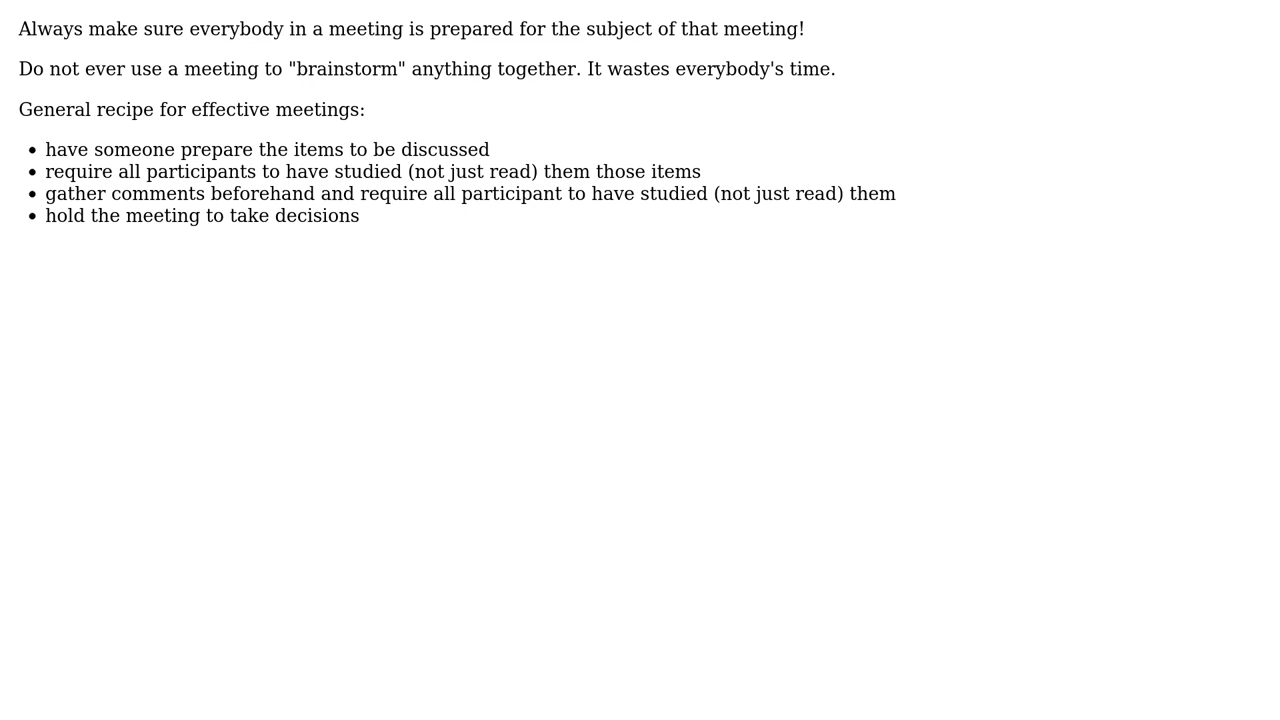 Always make sure everybody in a meeting is prepared for the subject of that meeting!
Do not ever use a meeting to "brainstorm" anything together. It wastes everybody's time.
General recipe for effective meetings:
• have someone prepare the items to be discussed
• require all participants to have studied (not just read) them those items
• gather comments beforehand and require all participant to have studied (not just read) them
• hold the meeting to take decisions